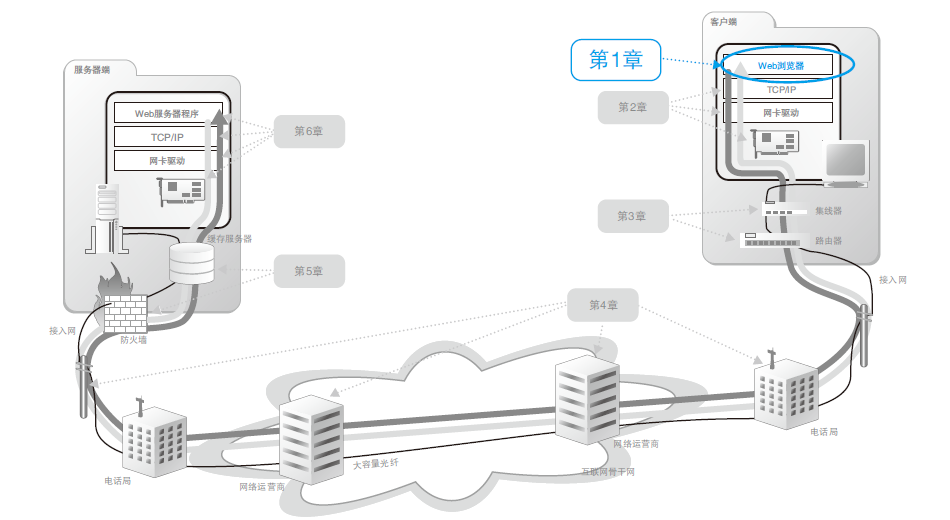 客户端
第1章
Web浏览器
TCP/IP
网卡驱动
第2章
服务器端
Web服务器程序
TCP/IP
网卡驱动
第6章
第3章
集线器
路由器
缓存服务器
第5章
接入网
第4章
接入网
防火墙
电话局
网络运营商
互联网骨干网
大容量光纤
网络运营商
电话局